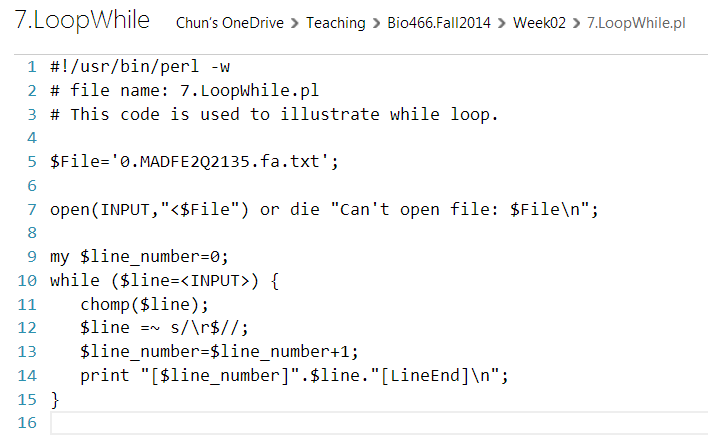 7.LoopWhile Chun's OneDrive > Teaching > Bio466.Fall2014 > Week02 > 7.LoopWhile.pl
1 #!/usr/bin/perl -w
2 # file name: 7.LoopWhile.pl
3 # This code is used to illustrate while loop.
4
5 $File='0.MADFE2Q2135.fa.txt';
6
7 open(INPUT,"<$File") or die "Can't open file: $File\n";
8
9 my $line_number=0;
10 while ($line=<INPUT>) {
11    chomp($line);
12    $line =~ s/\r$//;
13    $line_number=$line_number+1;
14    print "[$line_number]".$line."[LineEnd]\n";
15 }
16